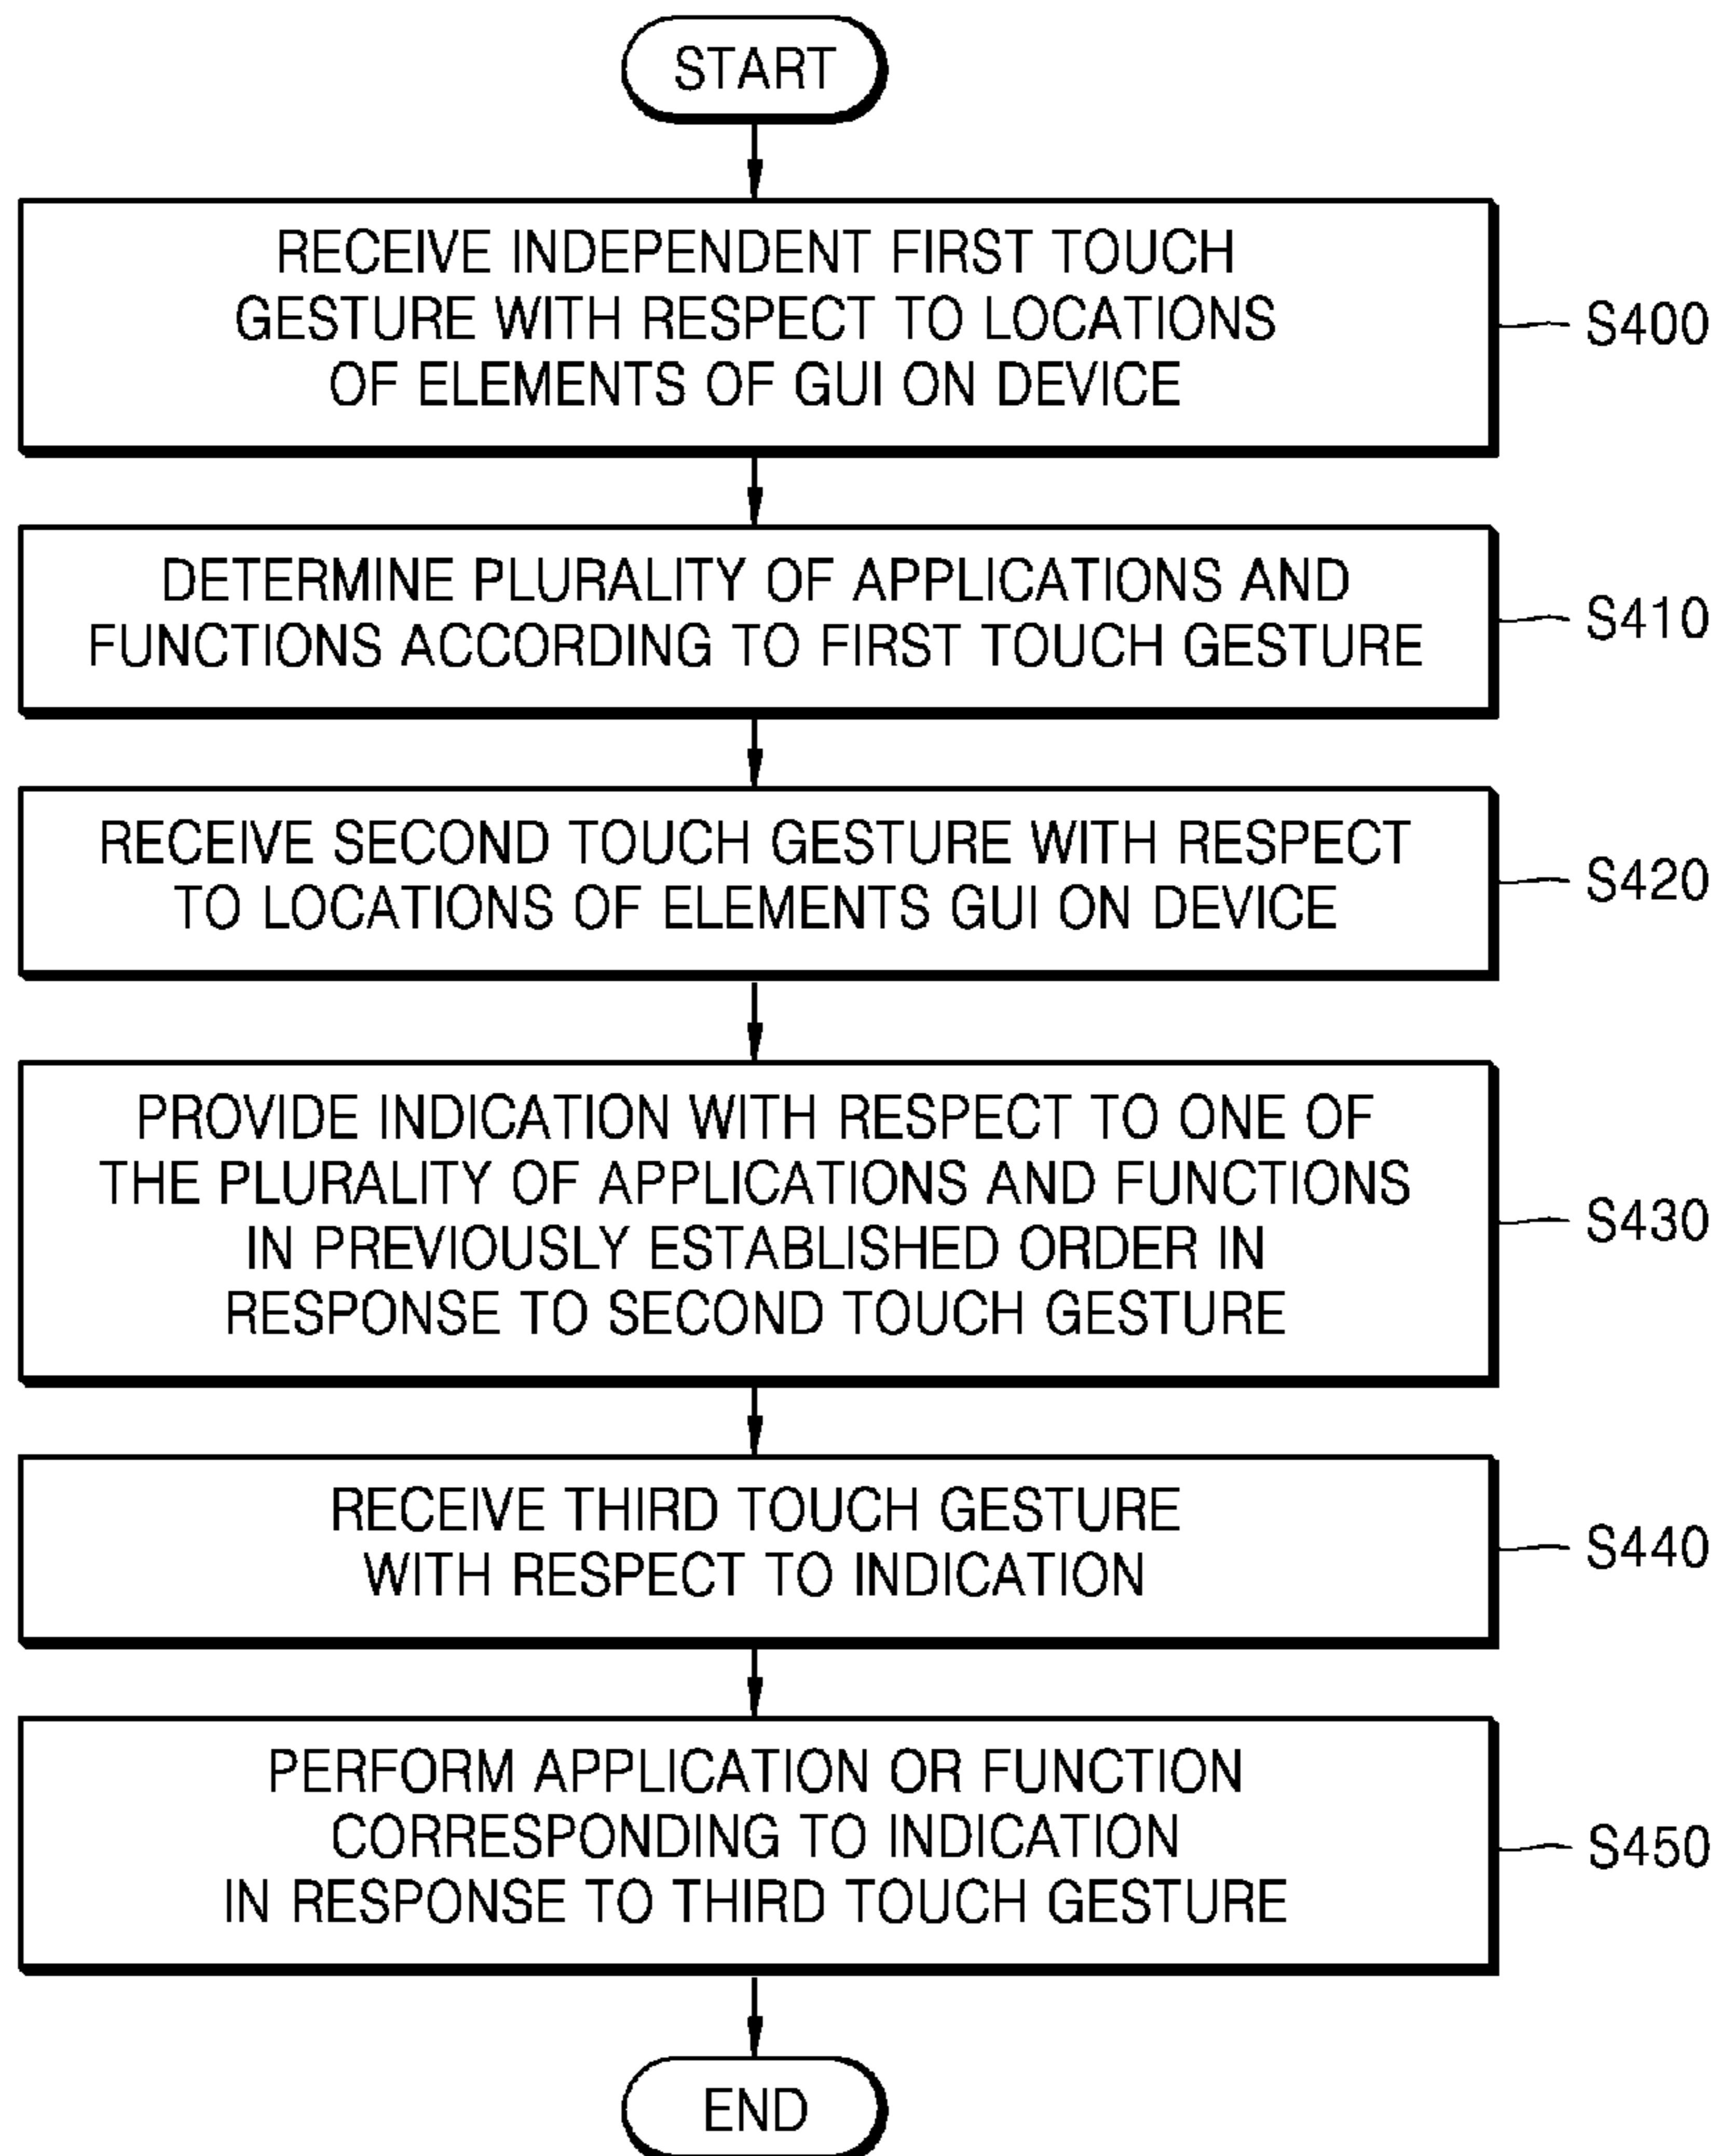 START
RECEIVE INDEPENDENT FIRST TOUCH
GESTURE WITH RESPECT TO LOCATIONS
OF ELEMENTS OF GUI ON DEVICE
S400
DETERMINE PLURALITY OF APPLICATIONS AND
FUNCTIONS ACCORDING TO FIRST TOUCH GESTURE
S410
RECEIVE SECOND TOUCH GESTURE WITH RESPECT
TO LOCATIONS OF ELEMENTS GUI ON DEVICE
S420
PROVIDE INDICATION WITH RESPECT TO ONE OF
THE PLURALITY OF APPLICATIONS AND FUNCTIONS
IN PREVIOUSLY ESTABLISHED ORDER IN
RESPONSE TO SECOND TOUCH GESTURE
S430
RECEIVE THIRD TOUCH GESTURE
WITH RESPECT TO INDICATION
S440
PERFORM APPLICATION OR FUNCTION
CORRESPONDING TO INDICATION
IN RESPONSE TO THIRD TOUCH GESTURE
S450
END